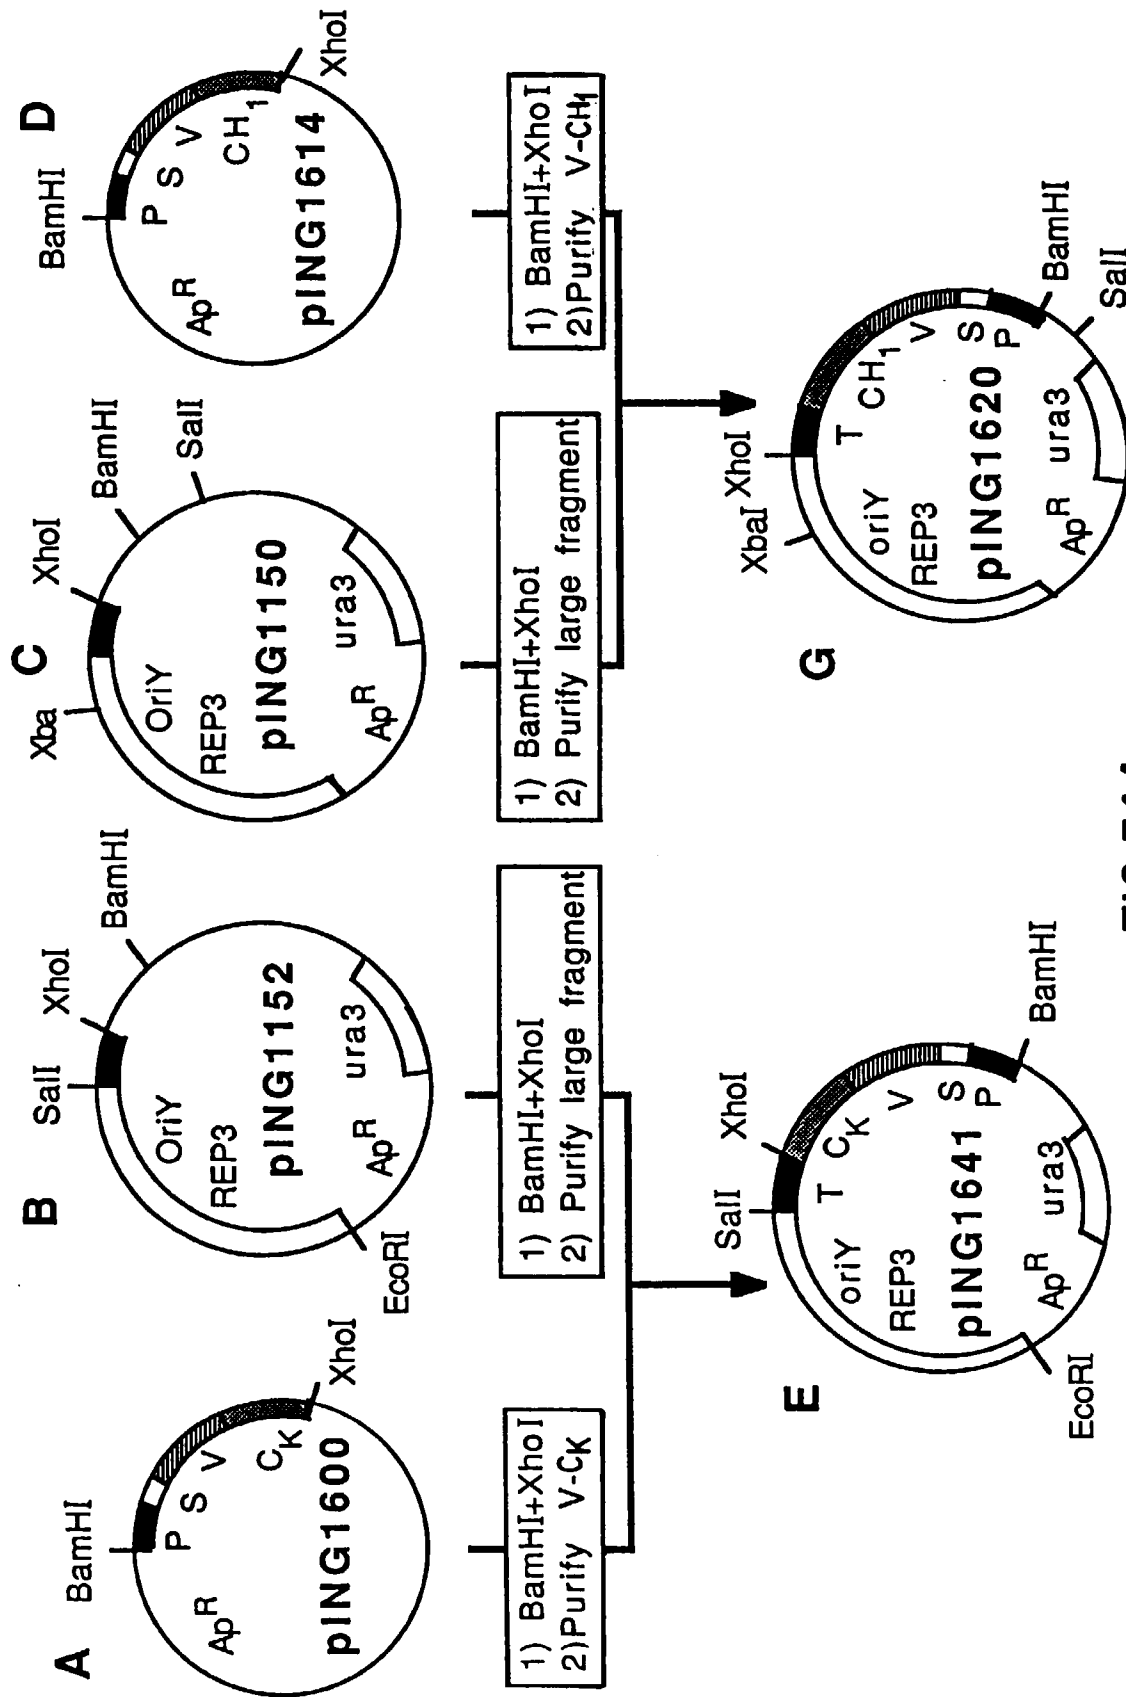 A
BamHI
Ap^R
P
S
V
C_K
XhoI
pING1600
1) BamHI+XhoI
2)Purify V-C_K
B
SalI
XhoI
BamHI
OriY
REP3
pING1152
ura3
Ap^R
EcoRI
1) BamHI+XhoI
2) Purify large fragment
C
Xba
XhoI
BamHI
SalI
OriY
REP3
pING1150
ura3
Ap^R
1) BamHI+XhoI
2) Purify large fragment
D
BamHI
Ap^R
P
S
V
CH_1
XhoI
pING1614
1) BamHI+XhoI
2)Purify V-CH_1
E
SalI
XhoI
T
C_K
V
S
P
BamHI
oriY
REP3
pING1641
Ap^R
ura3
EcoRI
G
XbaI
XhoI
T
CH_1
V
S
P
BamHI
SalI
oriY
REP3
pING1620
Ap^R
ura3